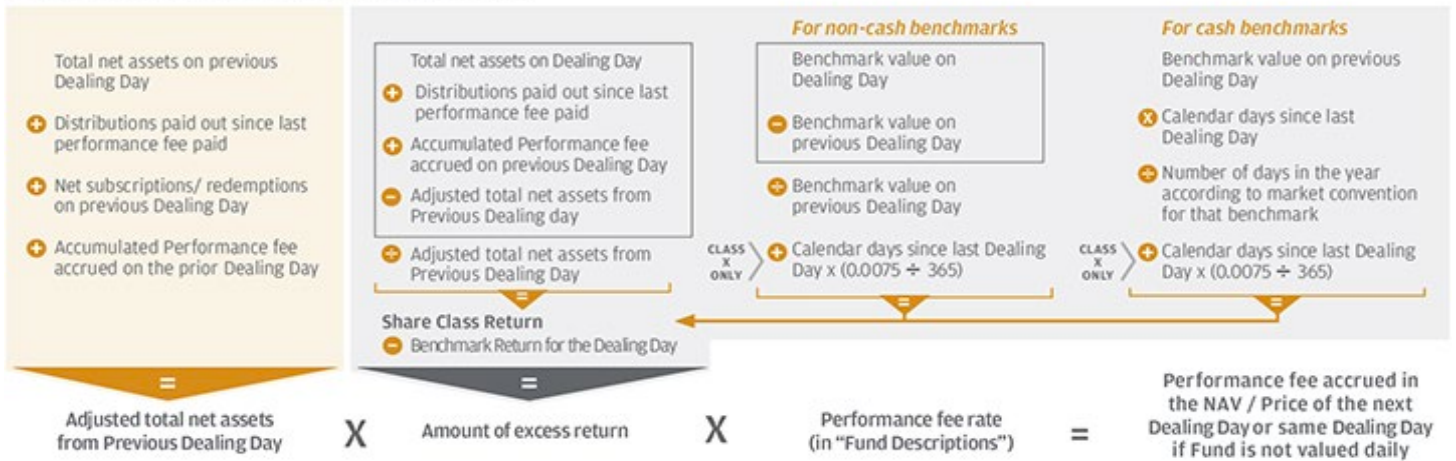 Total net assets on previous
Dealing Day
+ Distributions paid out since last
performance fee paid
+ Net subscriptions/ redemptions
on previous Dealing Day
+ Accumulated Performance fee
accrued on the prior Dealing Day
=
Adjusted total net assets
from Previous Dealing Day
X
Total net assets on Dealing Day
+ Distributions paid out since last
performance fee paid
+ Accumulated Performance fee
accrued on previous Dealing Day
− Adjusted total net assets from
Previous Dealing day
÷ Adjusted total net assets from
Previous Dealing Day
=
Share Class Return
− Benchmark Return for the Dealing Day
=
Amount of excess return
X
For non-cash benchmarks
Benchmark value on
Dealing Day
− Benchmark value on
previous Dealing Day
÷ Benchmark value on
previous Dealing Day
CLASS
X
ONLY
+ Calendar days since last Dealing
Day x (0.0075 ÷ 365)
=
For cash benchmarks
Benchmark value on previous
Dealing Day
x Calendar days since last
Dealing Day
÷ Number of days in the year
according to market convention
for that benchmark
CLASS
X
ONLY
+ Calendar days since last Dealing
Day x (0.0075 ÷ 365)
=
Performance fee rate
(in “Fund Descriptions”)
=
Performance fee accrued in
the NAV / Price of the next
Dealing Day or same Dealing Day
if Fund is not valued daily